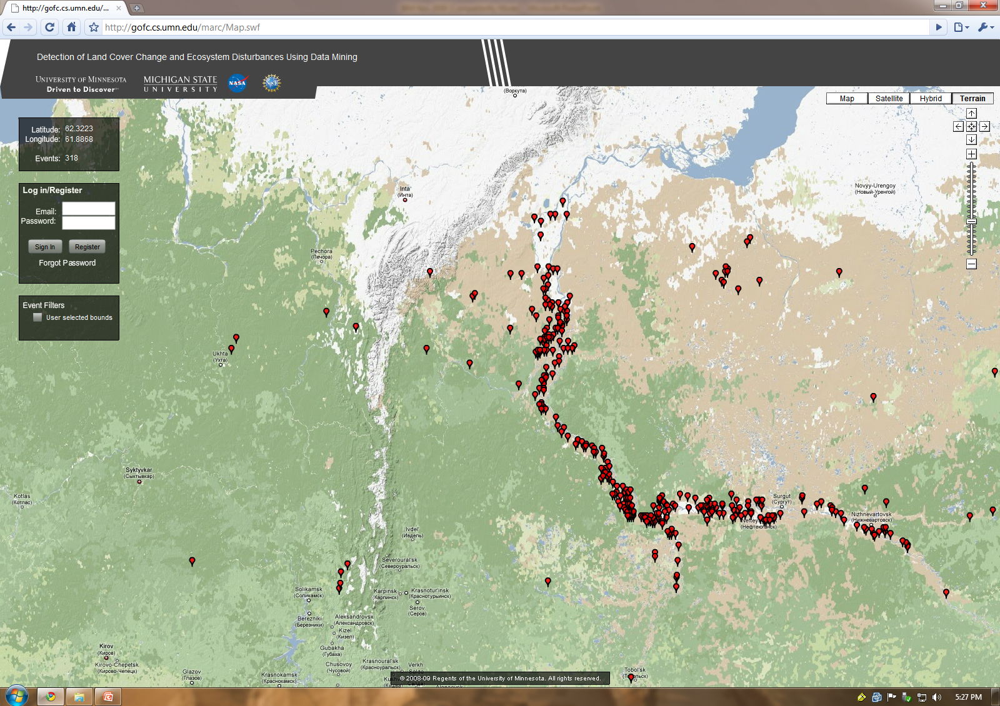 http://gofc.cs.umn.edu/...
http://gofc.cs.umn.edu/marc/Map.swf
Detection of Land Cover Change and Ecosystem Disturbances Using Data Mining
UNIVERSITY OF MINNESOTA
Driven to Discover
MICHIGAN STATE
UNIVERSITY
NASA
NSF
Map
Satellite
Hybrid
Terrain
(Воркута)
Latitude: 62.3223
Longitude: 61.8868
Events: 318
Log in/Register
Email:
Password:
Sign In
Register
Forgot Password
Event Filters
User selected bounds
Inta
(Инта)
Novyy-Urengoy
(Новый-Уренгой)
Pechora
(Печора)
Ukhta
(Ухта)
Syktyvkar
(Сыктывкар)
Kotlas
(Котлас)
Surgut
(Сургут)
Nizhnevartovsk
(Нижневартовск)
(Нефтеюганск)
Ivdel'
(Ивдель)
Severoural'sk
(Североуральск)
Solikamsk
(Соликамск)
Karpinsk
(Карпинск)
Krasnotur'insk
(Краснотурьинск)
Serov
(Серов)
Berezniki
(Березники)
Aleksandrovsk
(Александровск)
Kizel
(Кизел)
Gubakha
(Губаха)
Kirov
(Киров)
Kirovo-Chepetsk
(Кирово-Чепецк)
Glazov
(Глазов)
Chusovoy
(Чусовой)
Krasnoural'sk
(Красноуральск)
Verkh
Krasnokamsk
(Краснокамск)
Tobol'sk
© 2008-09 Regents of the University of Minnesota. All rights reserved.
5:27 PM